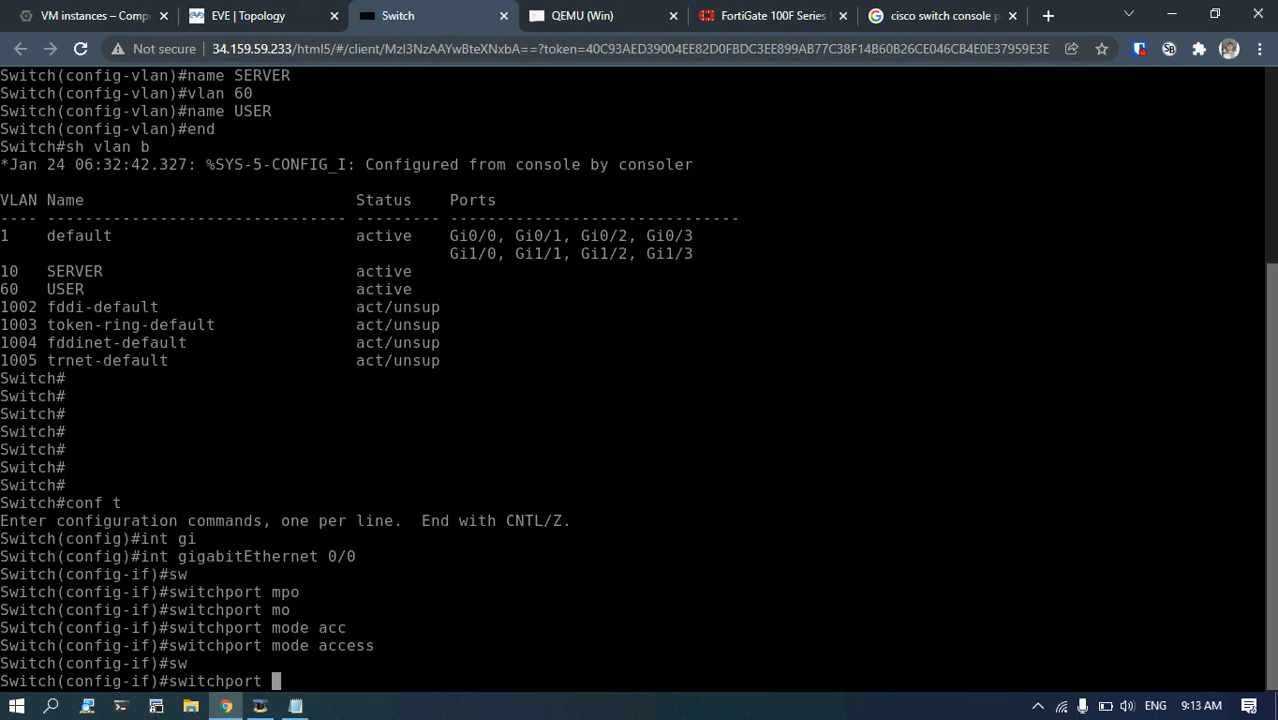 VM instances – Compu
EVE | Topology
Switch
QEMU (Win)
FortiGate 100F Series
cisco switch console p
Not secure
34.159.59.233/html5/#/client/MzI3NzAAYwBteXNxbA==?token=40C93AED39004EE82D0FBDC3EE899AB77C38F14B60B26CE046CB4E0E37959E3E
Switch(config-vlan)#name SERVER
Switch(config-vlan)#vlan 60
Switch(config-vlan)#name USER
Switch(config-vlan)#end
Switch#sh vlan b
*Jan 24 06:32:42.327: %SYS-5-CONFIG_I: Configured from console by consoler
VLAN Name Status Ports
---- -------------------------------- --------- -------------------------------
1 default active Gi0/0, Gi0/1, Gi0/2, Gi0/3
Gi1/0, Gi1/1, Gi1/2, Gi1/3
10 SERVER active
60 USER active
1002 fddi-default act/unsup
1003 token-ring-default act/unsup
1004 fddinet-default act/unsup
1005 trnet-default act/unsup
Switch#
Switch#
Switch#
Switch#
Switch#
Switch#
Switch#
Switch#conf t
Enter configuration commands, one per line. End with CNTL/Z.
Switch(config)#int gi
Switch(config)#int gigabitEthernet 0/0
Switch(config-if)#sw
Switch(config-if)#switchport mpo
Switch(config-if)#switchport mo
Switch(config-if)#switchport mode acc
Switch(config-if)#switchport mode access
Switch(config-if)#sw
Switch(config-if)#switchport
ENG
9:13 AM